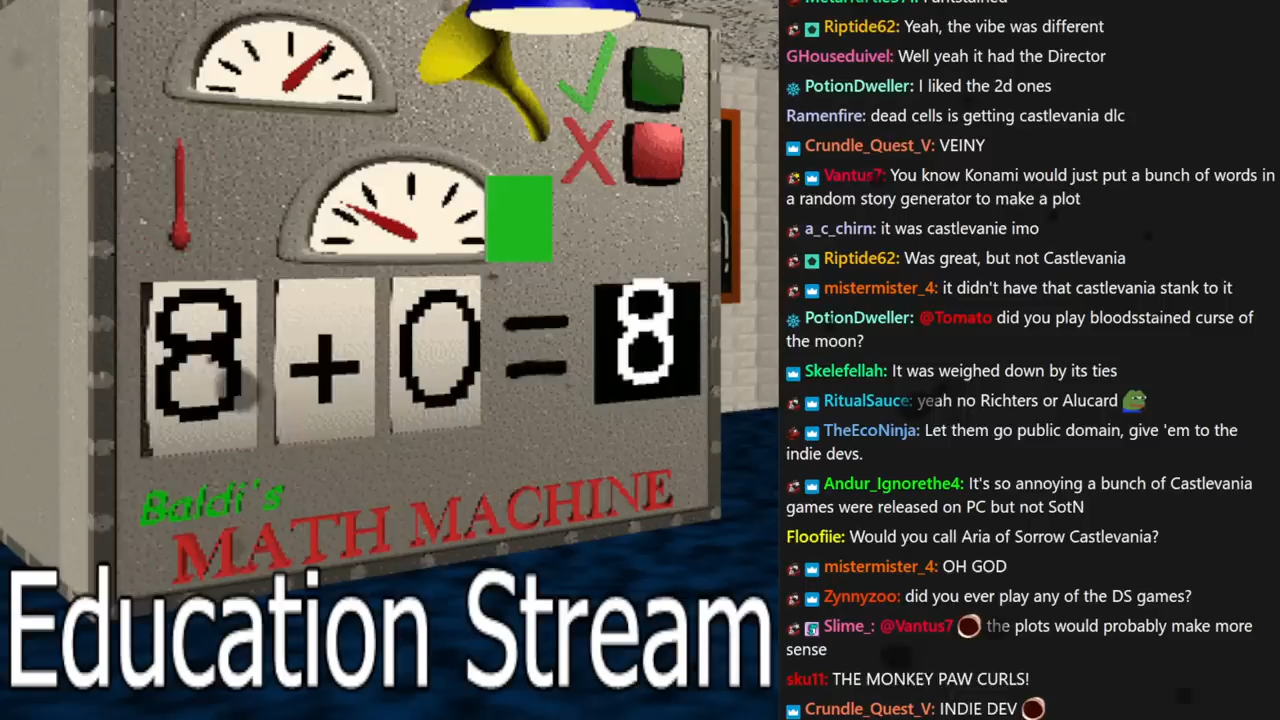 8 + 0 = 8
Baldi's
MATH MACHINE
Education Stream
Riptide62: Yeah, the vibe was different
GHouseduivel: Well yeah it had the Director
PotionDweller: I liked the 2d ones
Ramenfire: dead cells is getting castlevania dlc
Crundle_Quest_V: VEINY
Vantus7: You know Konami would just put a bunch of words in
a random story generator to make a plot
a_c_chirn: it was castlevanie imo
Riptide62: Was great, but not Castlevania
mistermister_4: it didn't have that castlevania stank to it
PotionDweller: @Tomato did you play bloodsstained curse of
the moon?
Skelefellah: It was weighed down by its ties
RitualSauce: yeah no Richters or Alucard
TheEcoNinja: Let them go public domain, give 'em to the
indie devs.
Andur_Ignorethe4: It's so annoying a bunch of Castlevania
games were released on PC but not SotN
Floofiie: Would you call Aria of Sorrow Castlevania?
mistermister_4: OH GOD
Zynnyzoo: did you ever play any of the DS games?
Slime_: @Vantus7 the plots would probably make more
sense
sku11: THE MONKEY PAW CURLS!
Crundle_Quest_V: INDIE DEV